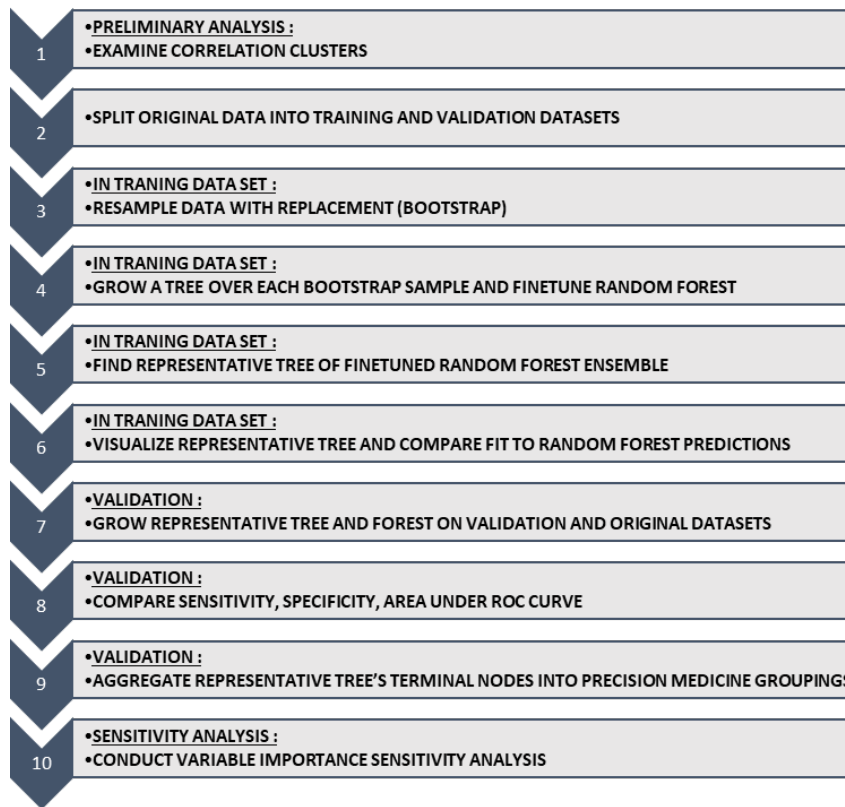 1
•PRELIMINARY ANALYSIS :
•EXAMINE CORRELATION CLUSTERS
2
•SPLIT ORIGINAL DATA INTO TRAINING AND VALIDATION DATASETS
3
•IN TRANING DATA SET :
•RESAMPLE DATA WITH REPLACEMENT (BOOTSTRAP)
4
•IN TRANING DATA SET :
•GROW A TREE OVER EACH BOOTSTRAP SAMPLE AND FINETUNE RANDOM FOREST
5
•IN TRANING DATA SET :
•FIND REPRESENTATIVE TREE OF FINETUNED RANDOM FOREST ENSEMBLE
6
•IN TRANING DATA SET :
•VISUALIZE REPRESENTATIVE TREE AND COMPARE FIT TO RANDOM FOREST PREDICTIONS
7
•VALIDATION :
•GROW REPRESENTATIVE TREE AND FOREST ON VALIDATION AND ORIGINAL DATASETS
8
•VALIDATION :
•COMPARE SENSITIVITY, SPECIFICITY, AREA UNDER ROC CURVE
9
•VALIDATION :
•AGGREGATE REPRESENTATIVE TREE'S TERMINAL NODES INTO PRECISION MEDICINE GROUPINGS
10
•SENSITIVITY ANALYSIS :
•CONDUCT VARIABLE IMPORTANCE SENSITIVITY ANALYSIS